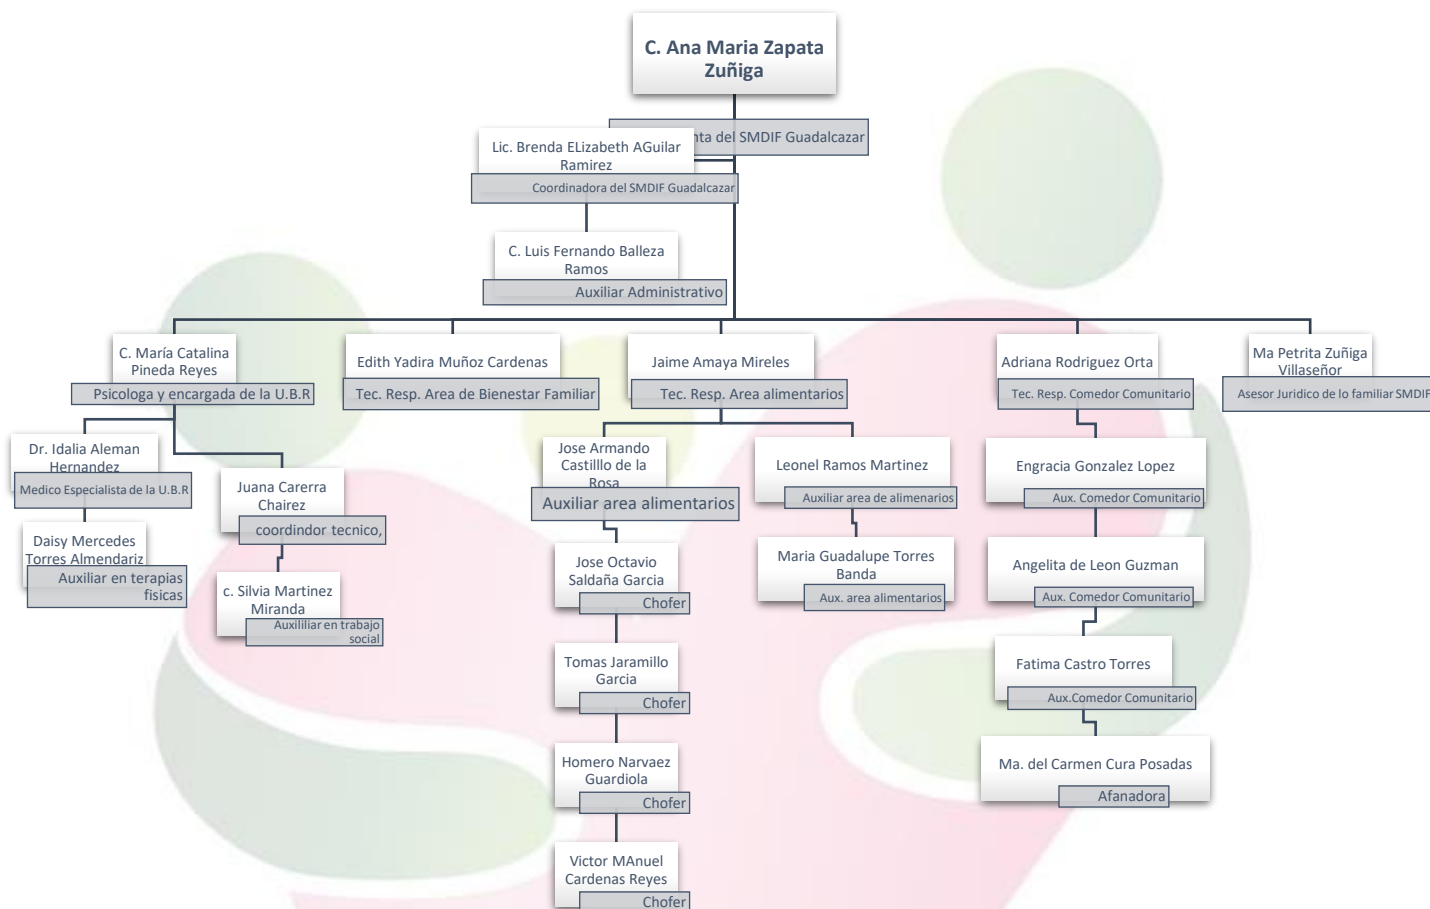 C. Ana Maria Zapata
Zuñiga
del SMDIF Guadalcazar
Lic. Brenda ELizabeth AGuilar
Ramirez
Coordinadora del SMDIF Guadalcazar
C. Luis Fernando Balleza
Ramos
Auxiliar Administrativo
C. María Catalina
Pineda Reyes
Psicologa y encargada de la U.B.R
Edith Yadira Muñoz Cardenas
Tec. Resp. Area de Bienestar Familiar
Jaime Amaya Mireles
Tec. Resp. Area alimentarios
Adriana Rodriguez Orta
Tec. Resp. Comedor Comunitario
Ma Petrita Zuñiga
Villaseñor
Asesor Juridico de lo familiar SMDIF
Dr. Idalia Aleman
Hernandez
Medico Especialista de la U.B.R
Daisy Mercedes
Torres Almendariz
Auxiliar en terapias
fisicas
Juana Carerra
Chairez
coordindor tecnico,
c. Silvia Martinez
Miranda
Auxililiar en trabajo
social
Jose Armando
Castilllo de la
Rosa
Auxiliar area alimentarios
Jose Octavio
Saldaña Garcia
Chofer
Tomas Jaramillo
Garcia
Chofer
Homero Narvaez
Guardiola
Chofer
Victor MAnuel
Cardenas Reyes
Chofer
Leonel Ramos Martinez
Auxiliar area de alimenarios
Maria Guadalupe Torres
Banda
Aux. area alimentarios
Engracia Gonzalez Lopez
Aux. Comedor Comunitario
Angelita de Leon Guzman
Aux. Comedor Comunitario
Fatima Castro Torres
Aux.Comedor Comunitario
Ma. del Carmen Cura Posadas
Afanadora